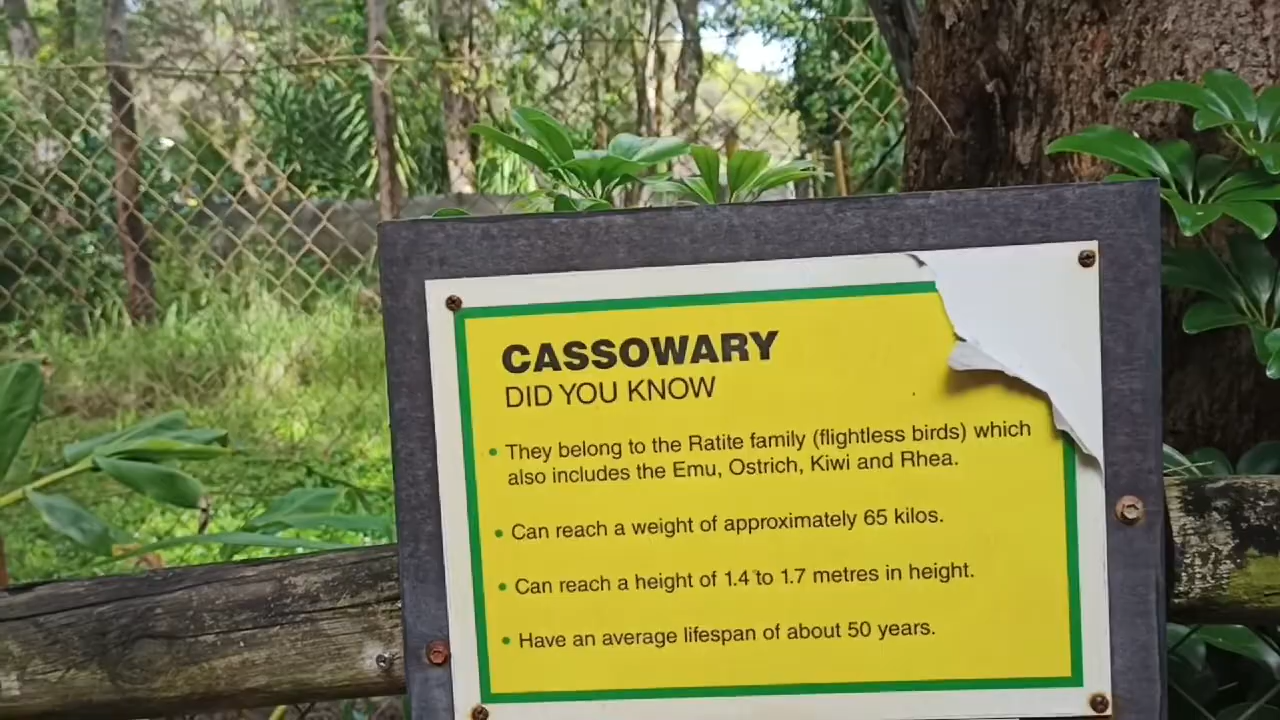 CASSOWARY
DID YOU KNOW
• They belong to the Ratite family (flightless birds) which
also includes the Emu, Ostrich, Kiwi and Rhea.
• Can reach a weight of approximately 65 kilos.
• Can reach a height of 1.4 to 1.7 metres in height.
• Have an average lifespan of about 50 years.